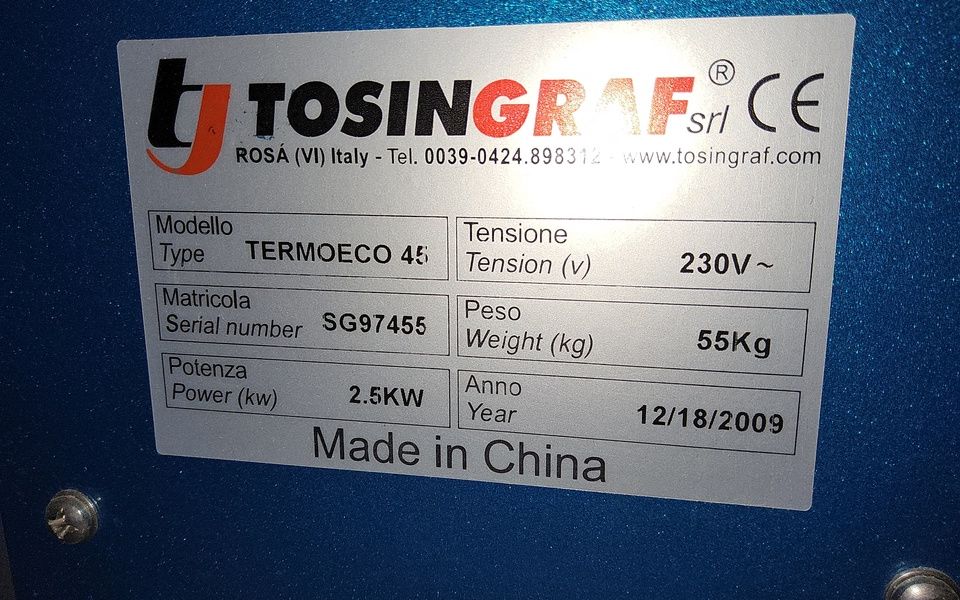 tj TOSINGRAF srl ® CE
ROSÁ (VI) Italy - Tel. 0039-0424.898312 - www.tosingraf.com
Modello
Type TERMOECO 45
Tensione
Tension (v) 230V~
Matricola
Serial number SG97455
Peso
Weight (kg) 55Kg
Potenza
Power (kw) 2.5KW
Anno
Year 12/18/2009
Made in China